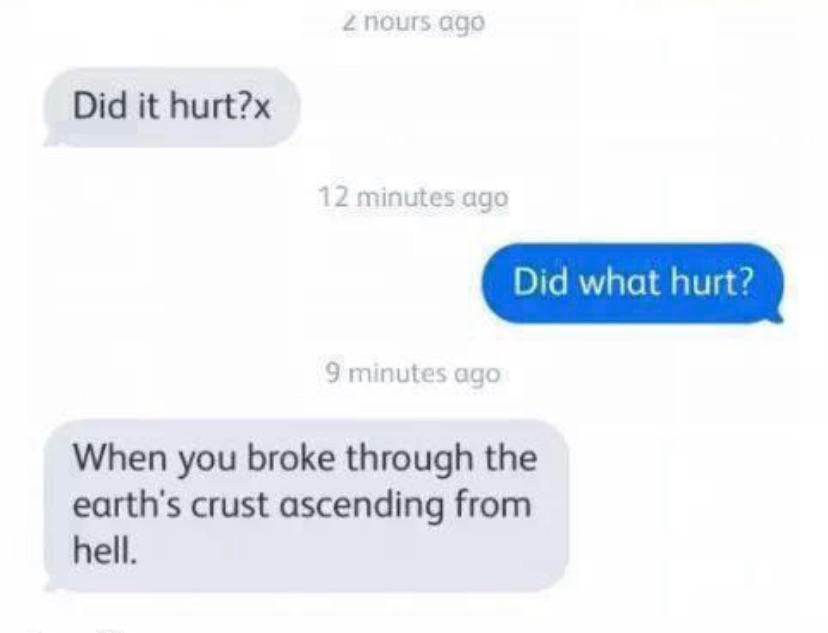 2 hours ago
Did it hurt?x
12 minutes ago
Did what hurt?
9 minutes ago
When you broke through the
earth's crust ascending from
hell.